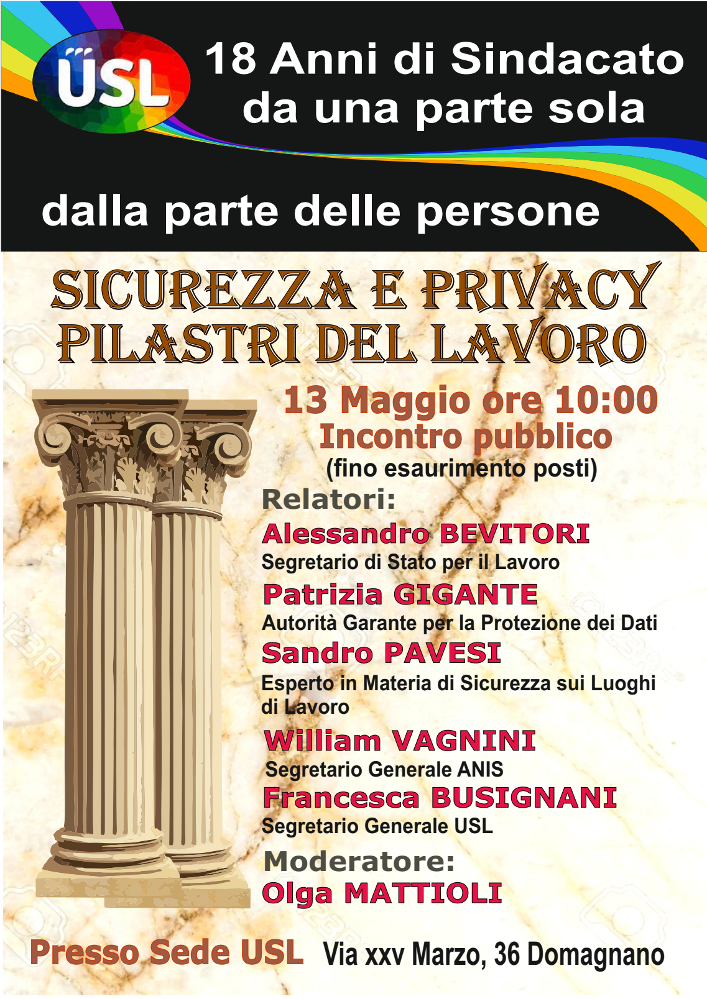 USL
18 Anni di Sindacato
da una parte sola
dalla parte delle persone
SICUREZZA E PRIVACY
PILASTRI DEL LAVORO
13 Maggio ore 10:00
Incontro pubblico
(fino esaurimento posti)
Relatori:
Alessandro BEVITORI
Segretario di Stato per il Lavoro
Patrizia GIGANTE
Autorità Garante per la Protezione dei Dati
Sandro PAVESI
Esperto in Materia di Sicurezza sui Luoghi
di Lavoro
William VAGNINI
Segretario Generale ANIS
Francesca BUSIGNANI
Segretario Generale USL
Moderatore:
Olga MATTIOLI
Presso Sede USL Via xxv Marzo, 36 Domagnano